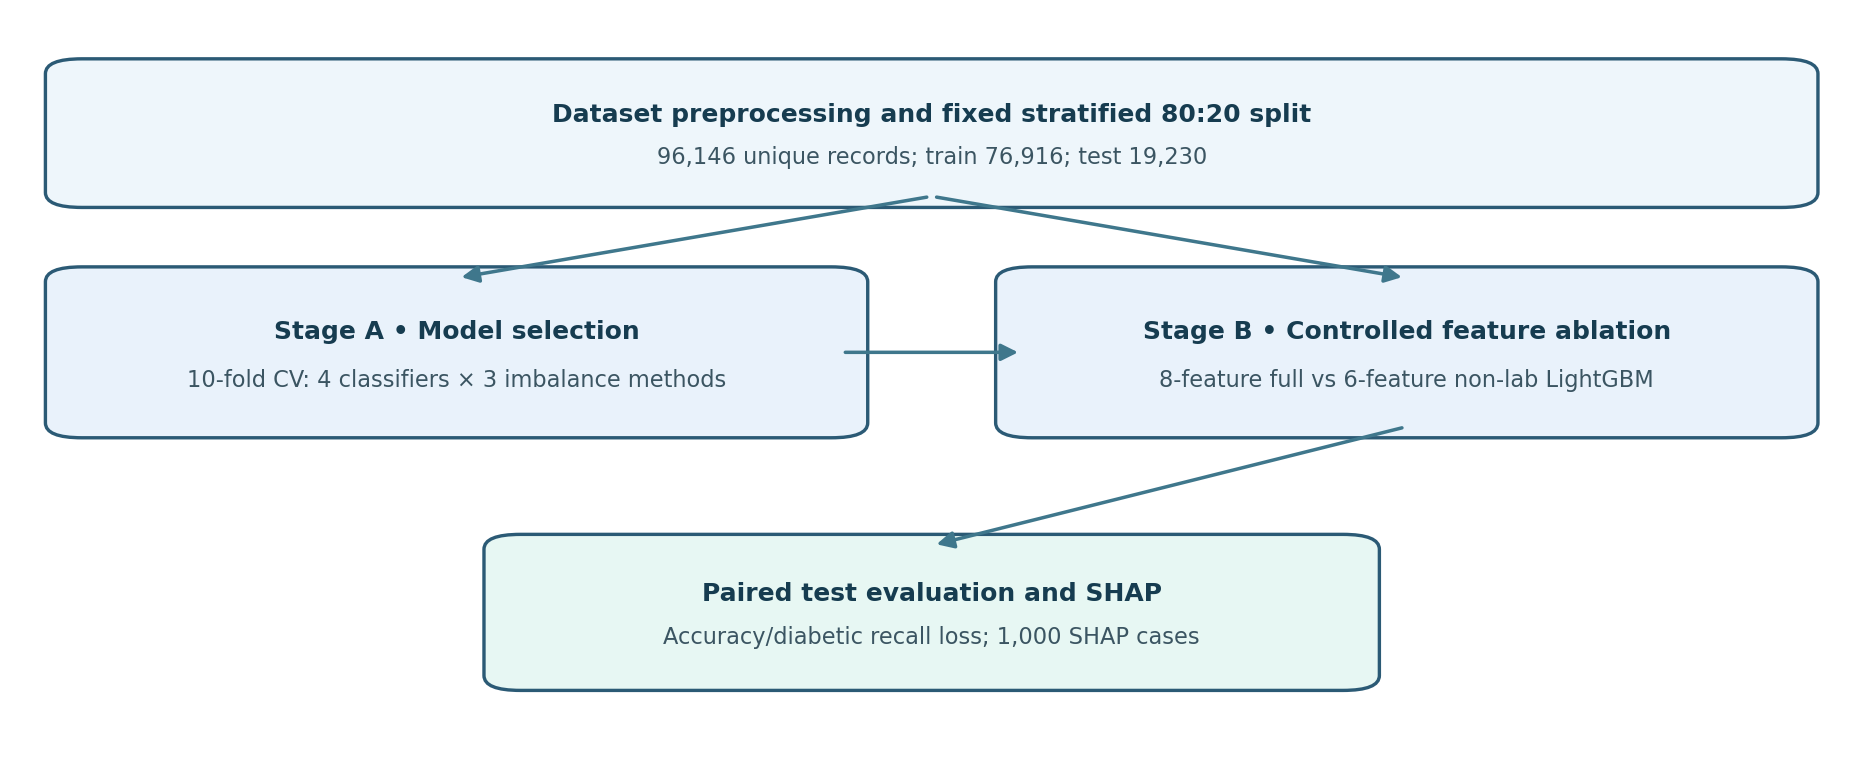 Dataset preprocessing and fixed stratified 80:20 split
96,146 unique records; train 76,916; test 19,230
Stage A • Model selection
10-fold CV: 4 classifiers × 3 imbalance methods
Stage B • Controlled feature ablation
8-feature full vs 6-feature non-lab LightGBM
Paired test evaluation and SHAP
Accuracy/diabetic recall loss; 1,000 SHAP cases